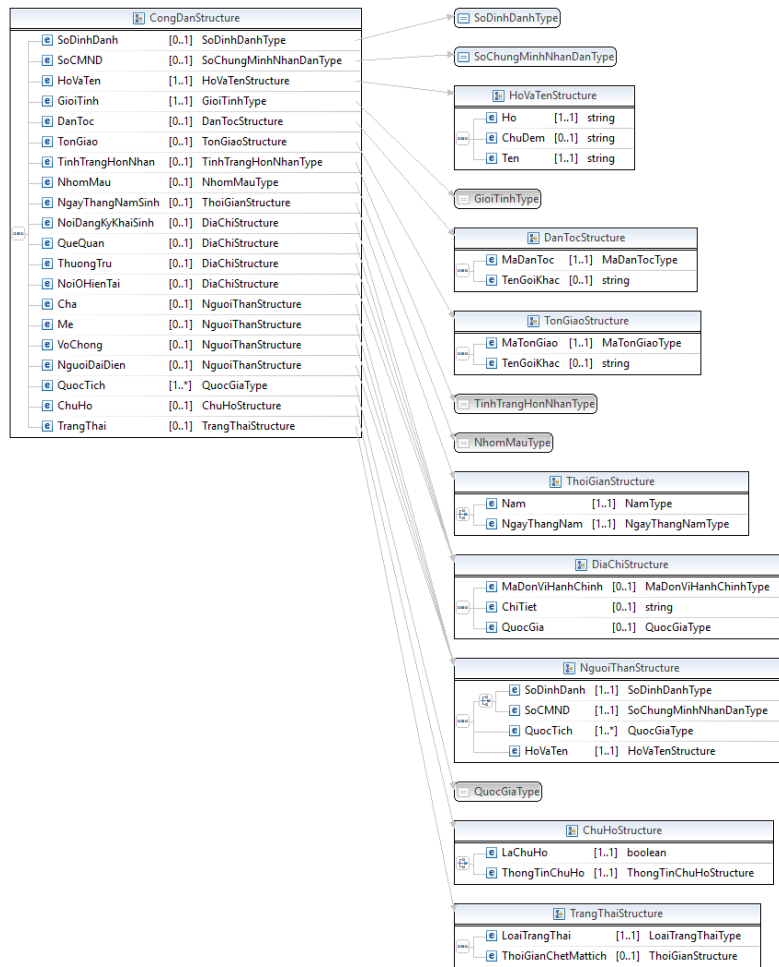 CongDanStructure
SoDinhDanh [0..1] SoDinhDanhType
SoCMND [0..1] SoChungMinhNhanDanType
HoVaTen [1..1] HoVaTenStructure
GioiTinh [1..1] GioiTinhType
DanToc [0..1] DanTocStructure
TonGiao [0..1] TonGiaoStructure
TinhTrangHonNhan [0..1] TinhTrangHonNhanType
NhomMau [0..1] NhomMauType
NgayThangNamSinh [0..1] ThoiGianStructure
NoiDangKyKhaiSinh [0..1] DiaChiStructure
QueQuan [0..1] DiaChiStructure
ThuongTru [0..1] DiaChiStructure
NoiOHienTai [0..1] DiaChiStructure
Cha [0..1] NguoiThanStructure
Me [0..1] NguoiThanStructure
VoChong [0..1] NguoiThanStructure
NguoiDaiDien [0..1] NguoiThanStructure
QuocTich [1..*] QuocGiaType
ChuHo [0..1] ChuHoStructure
TrangThai [0..1] TrangThaiStructure
SoDinhDanhType
SoChungMinhNhanDanType
HoVaTenStructure
Ho [1..1] string
ChuDem [0..1] string
Ten [1..1] string
GioiTinhType
DanTocStructure
MaDanToc [1..1] MaDanTocType
TenGoiKhac [0..1] string
TonGiaoStructure
MaTonGiao [1..1] MaTonGiaoType
TenGoiKhac [0..1] string
TinhTrangHonNhanType
NhomMauType
ThoiGianStructure
Nam [1..1] NamType
NgayThangNam [1..1] NgayThangNamType
DiaChiStructure
MaDonViHanhChinh [0..1] MaDonViHanhChinhType
ChiTiet [0..1] string
QuocGia [0..1] QuocGiaType
NguoiThanStructure
SoDinhDanh [1..1] SoDinhDanhType
SoCMND [1..1] SoChungMinhNhanDanType
QuocTich [1..*] QuocGiaType
HoVaTen [1..1] HoVaTenStructure
QuocGiaType
ChuHoStructure
LaChuHo [1..1] boolean
ThongTinChuHo [1..1] ThongTinChuHoStructure
TrangThaiStructure
LoaiTrangThai [1..1] LoaiTrangThaiType
ThoiGianChetMattich [0..1] ThoiGianStructure